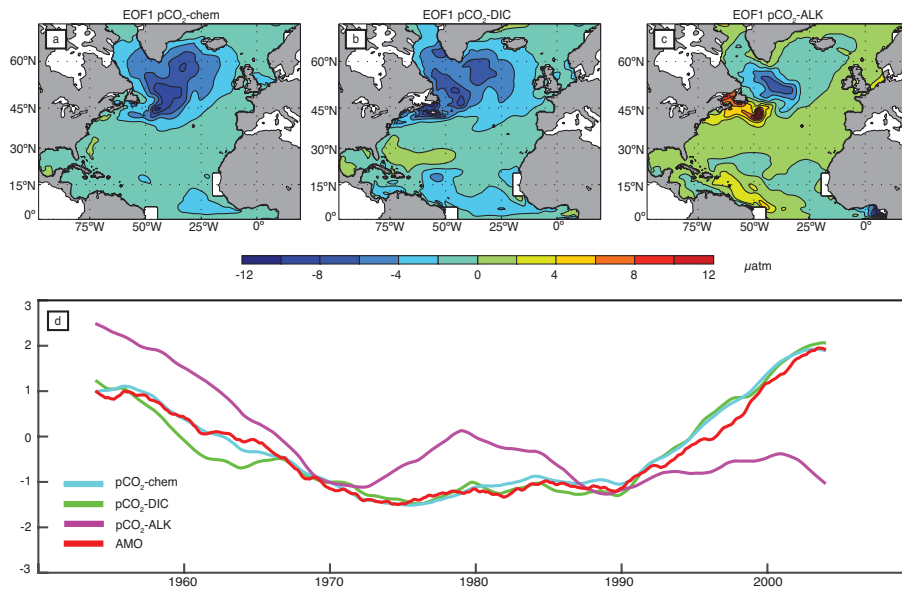 EOF1 pCO₂-chem
EOF1 pCO₂-DIC
EOF1 pCO₂-ALK
a
b
c
60°N
45°N
30°N
15°N
0°
60°N
45°N
30°N
15°N
0°
60°N
45°N
30°N
15°N
0°
75°W 50°W 25°W 0°
75°W 50°W 25°W 0°
75°W 50°W 25°W 0°
-12 -8 -4 0 4 8 12 µatm
d
3
2
1
0
-1
-2
-3
pCO₂-chem
pCO₂-DIC
pCO₂-ALK
AMO
1960 1970 1980 1990 2000